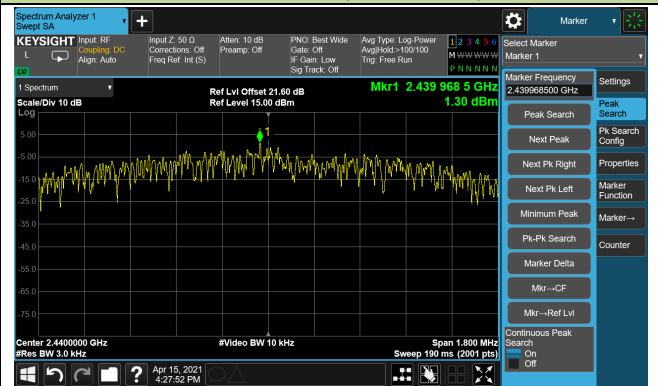 Spectrum Analyzer 1
Swept SA
Marker
KEYSIGHT
L
LXI
Input: RF
Coupling: DC
Align: Auto
Input Z: 50 Ω
Corrections: Off
Freq Ref: Int (S)
Atten: 10 dB
Preamp: Off
PNO: Best Wide
Gate: Off
IF Gain: Low
Sig Track: Off
Avg Type: Log-Power
Avg|Hold:>100/100
Trig: Free Run
1 2 3 4 5 6
M W W W W W
P N N N N N
Select Marker
Marker 1
1 Spectrum
Scale/Div 10 dB
Log
Ref Lvl Offset 21.60 dB
Ref Level 15.00 dBm
Mkr1 2.439 968 5 GHz
1.30 dBm
1
5.00
-5.00
-15.0
-25.0
-35.0
-45.0
-55.0
-65.0
-75.0
Center 2.4400000 GHz
#Res BW 3.0 kHz
#Video BW 10 kHz
Span 1.800 MHz
Sweep 190 ms (2001 pts)
Marker Frequency
2.439968500 GHz
Peak Search
Next Peak
Next Pk Right
Next Pk Left
Minimum Peak
Pk-Pk Search
Marker Delta
Mkr→CF
Mkr→Ref Lvl
Continuous Peak
Search
On
Off
Settings
Peak
Search
Pk Search
Config
Properties
Marker
Function
Marker→
Counter
?
Apr 15, 2021
4:27:52 PM